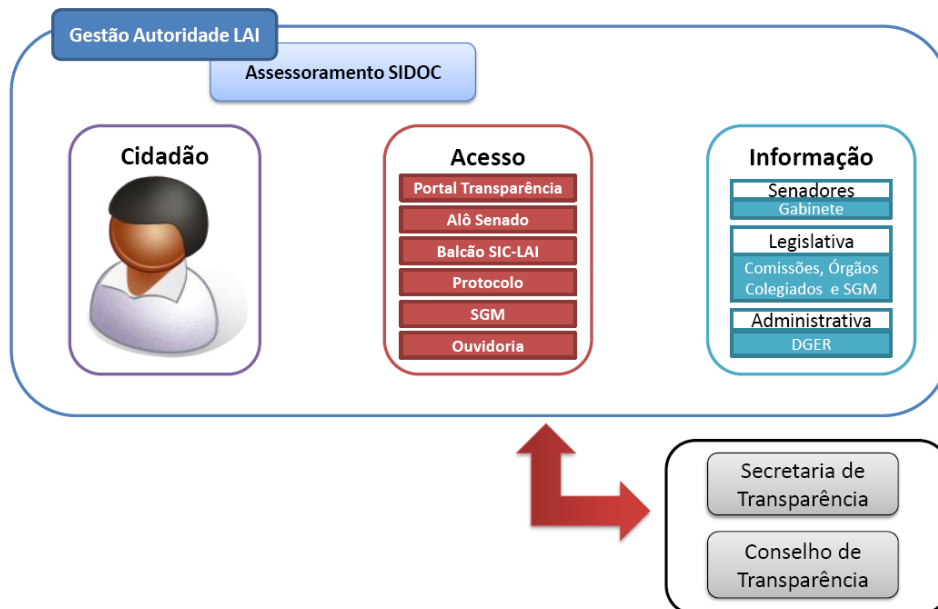 Gestão Autoridade LAI
Assessoramento SIDOC
Cidadão
Acesso
Portal Transparência
Alô Senado
Balcão SIC-LAI
Protocolo
SGM
Ouvidoria
Informação
Senadores
Gabinete
Legislativa
Comissões, Órgãos
Colegiados e SGM
Administrativa
DGER
Secretaria de
Transparência
Conselho de
Transparência